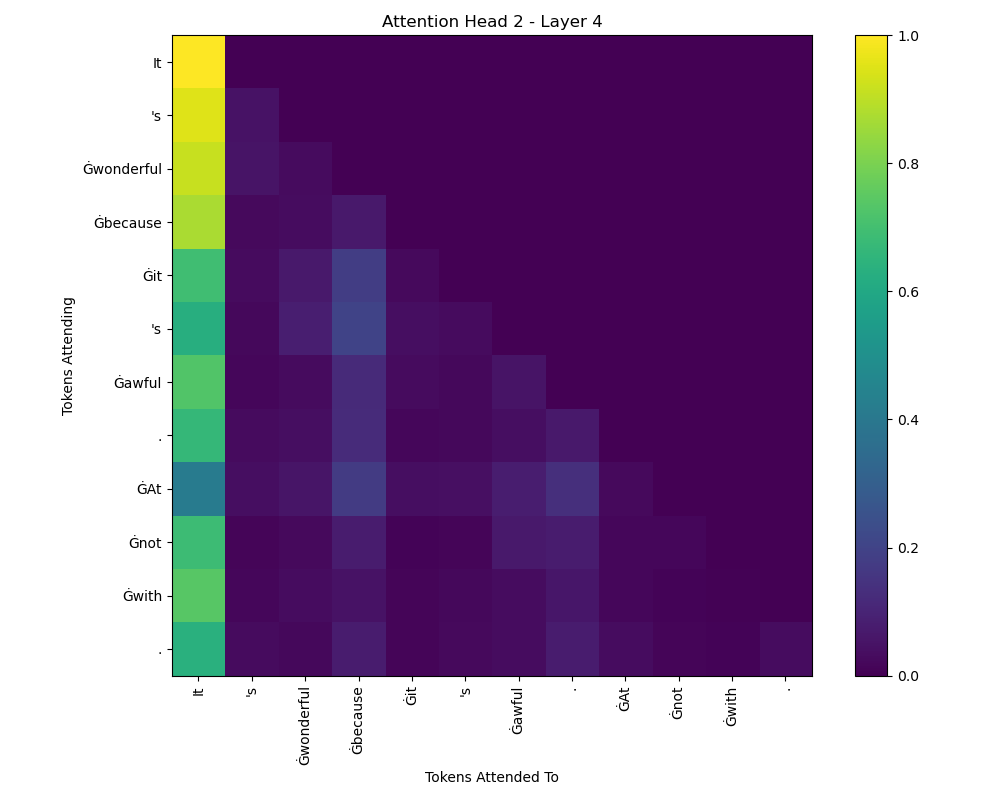 Attention Head 2 - Layer 4
It
's
Ġwonderful
Ġbecause
Ġit
's
Ġawful
.
ĠAt
Ġnot
Ġwith
.
Tokens Attending
It
's
Ġwonderful
Ġbecause
Ġit
's
Ġawful
.
ĠAt
Ġnot
Ġwith
.
Tokens Attended To
1.0
0.8
0.6
0.4
0.2
0.0